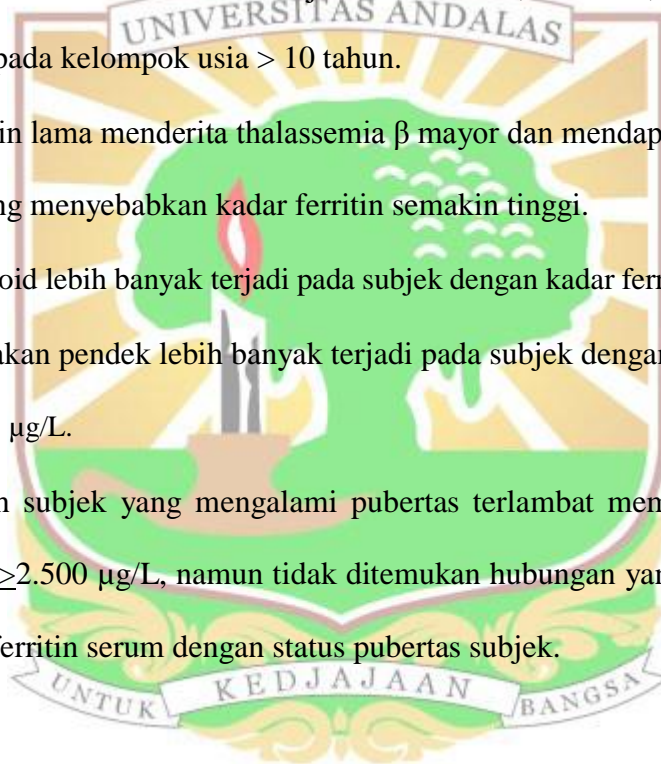 UNIVERSITAS ANDALAS
pada kelompok usia > 10 tahun.
in lama menderita thalassemia β mayor dan mendap
ng menyebabkan kadar ferritin semakin tinggi.
oid lebih banyak terjadi pada subjek dengan kadar ferr
akan pendek lebih banyak terjadi pada subjek dengan
µg/L.
n subjek yang mengalami pubertas terlambat mem
>2.500 µg/L, namun tidak ditemukan hubungan yan
ferritin serum dengan status pubertas subjek.
UNTUK KEDJAJAAN BANGSA